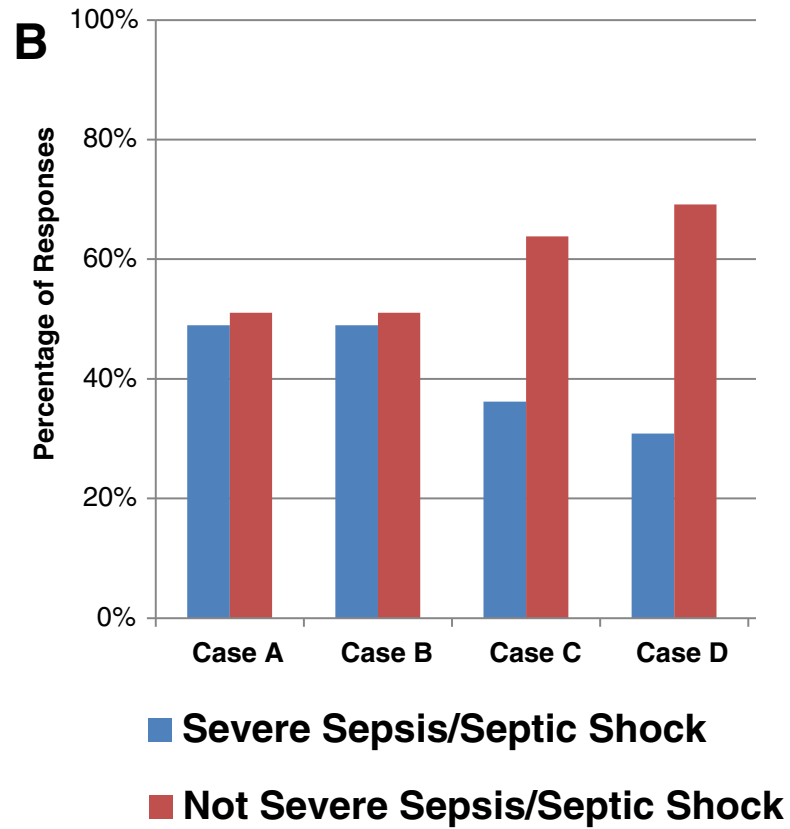 B
Percentage of Responses
100%
80%
60%
40%
20%
0%
Case A
Case B
Case C
Case D
Severe Sepsis/Septic Shock
Not Severe Sepsis/Septic Shock